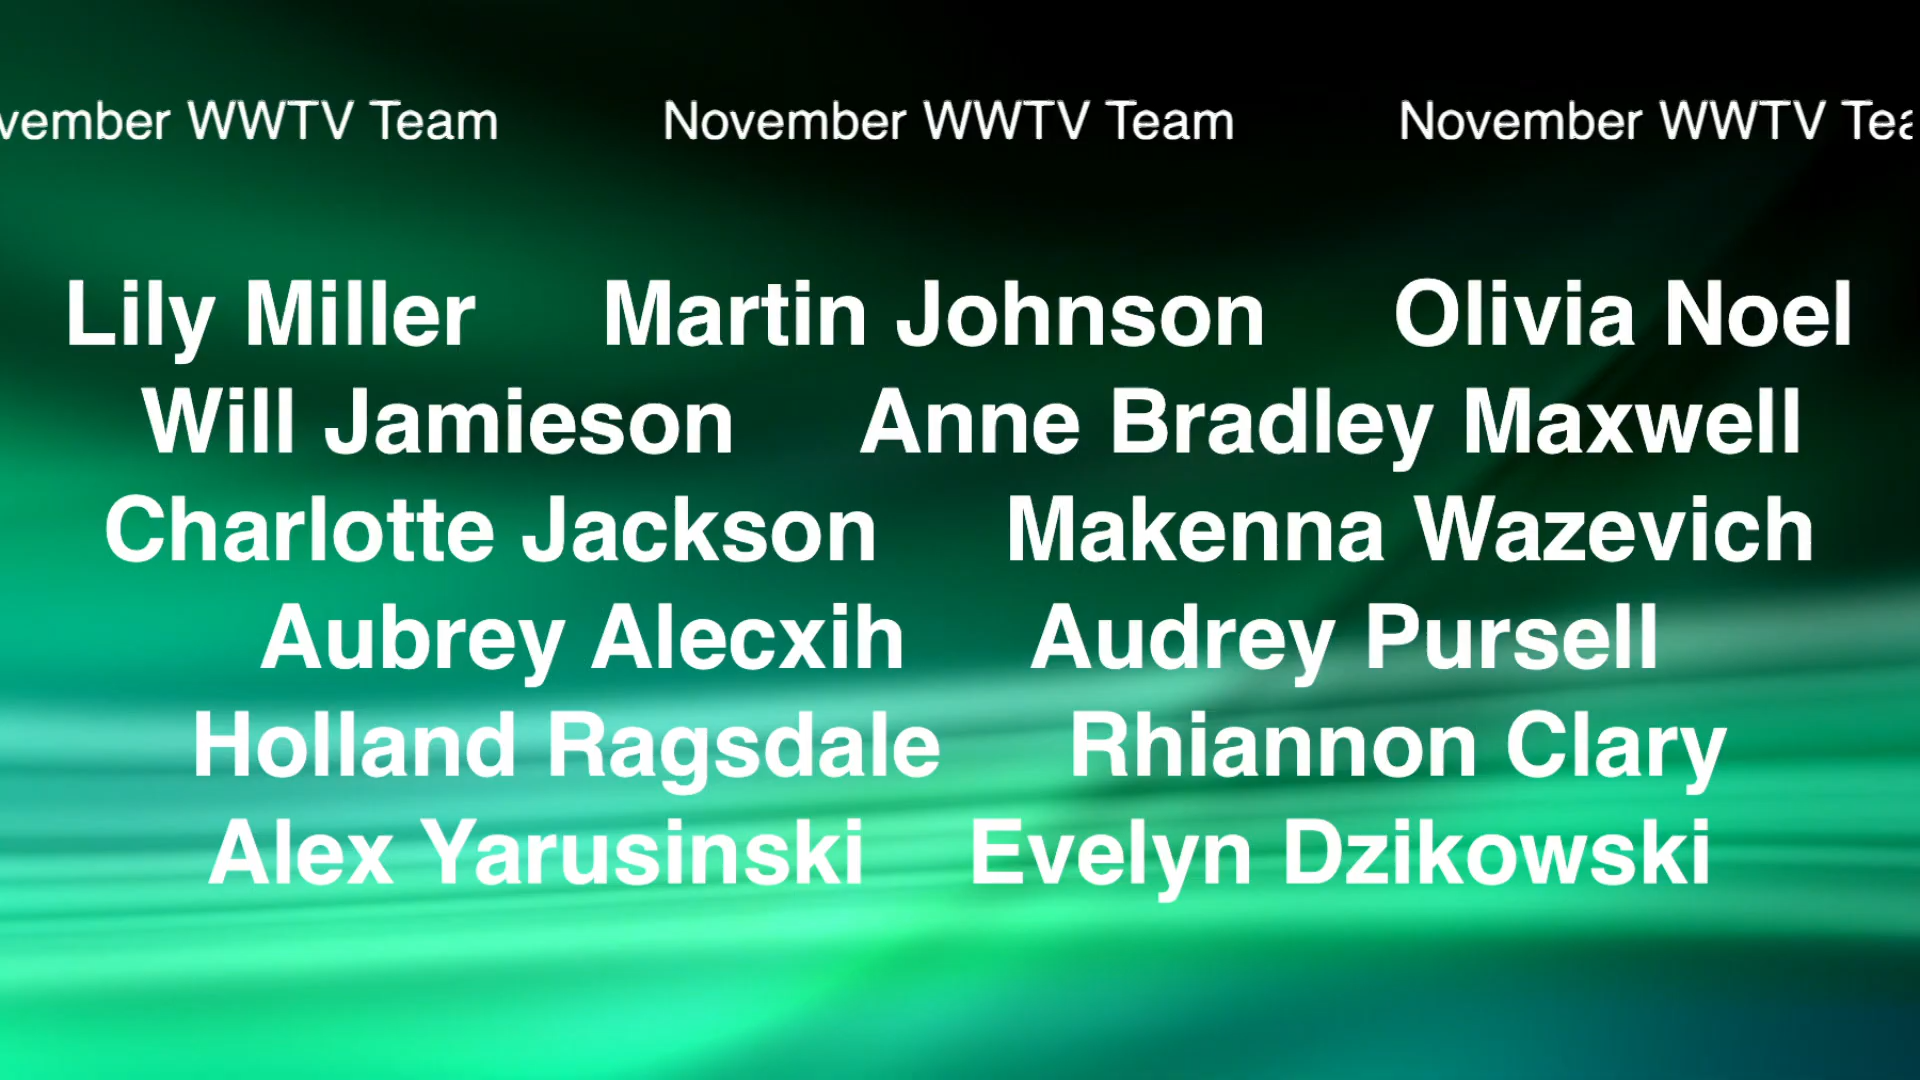 vember WWTV Team November WWTV Team November WWTV Tea
Lily Miller Martin Johnson Olivia Noel
Will Jamieson Anne Bradley Maxwell
Charlotte Jackson Makenna Wazevich
Aubrey Alecxih Audrey Pursell
Holland Ragsdale Rhiannon Clary
Alex Yarusinski Evelyn Dzikowski